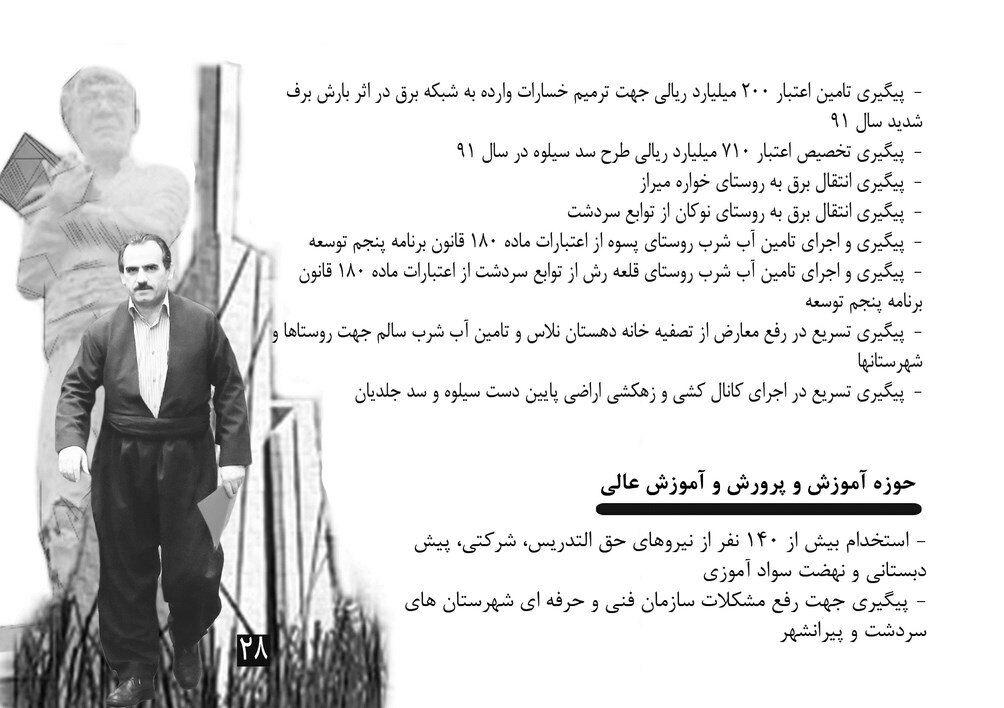 - پیگیری تامین اعتبار ۲۰۰ میلیارد ریالی جهت ترمیم خسارات وارده به شبکه برق در اثر بارش برف
شدید سال ۹۱
- پیگیری تخصیص اعتبار ۷۱۰ میلیارد ریالی طرح سد سیلوه در سال ۹۱
- پیگیری انتقال برق به روستای خواره میراز
- پیگیری انتقال برق به روستای نوکان از توابع سردشت
- پیگیری و اجرای تامین آب شرب روستای پسوه از اعتبارات ماده ۱۸۰ قانون برنامه پنجم توسعه
- پیگیری و اجرای تامین آب شرب روستای قلعه رش از توابع سردشت از اعتبارات ماده ۱۸۰ قانون
برنامه پنجم توسعه
- پیگیری تسریع در رفع معارض از تصفیه خانه دهستان نلاس و تامین آب شرب سالم جهت روستاها و
شهرستانها
- پیگیری تسریع در اجرای کانال کشی و زهکشی اراضی پایین دست سیلوه و سد جلدیان
حوزه آموزش و پرورش و آموزش عالی
- استخدام بیش از ۱۴۰ نفر از نیروهای حق التدریس، شرکتی، پیش
دبستانی و نهضت سواد آموزی
- پیگیری جهت رفع مشکلات سازمان فنی و حرفه ای شهرستان های
سردشت و پیرانشهر
۲۸